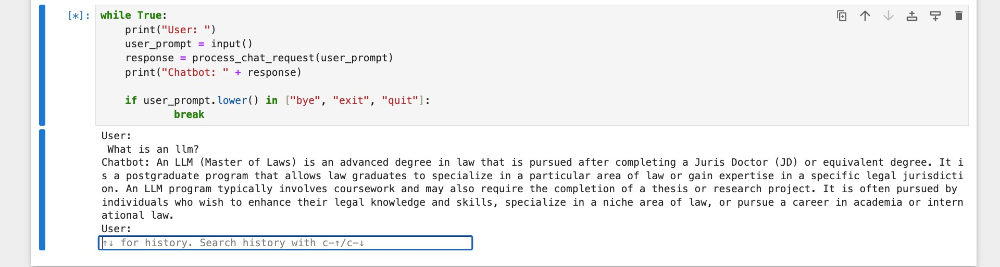 [*]: while True:
print("User: ")
user_prompt = input()
response = process_chat_request(user_prompt)
print("Chatbot: " + response)
if user_prompt.lower() in ["bye", "exit", "quit"]:
break
User:
What is an llm?
Chatbot: An LLM (Master of Laws) is an advanced degree in law that is pursued after completing a Juris Doctor (JD) or equivalent degree. It i
s a postgraduate program that allows law graduates to specialize in a particular area of law or gain expertise in a specific legal jurisdicti
on. An LLM program typically involves coursework and may also require the completion of a thesis or research project. It is often pursued by
individuals who wish to enhance their legal knowledge and skills, specialize in a niche area of law, or pursue a career in academia or intern
ational law.
User:
↑↓ for history. Search history with c-↑/c-↓